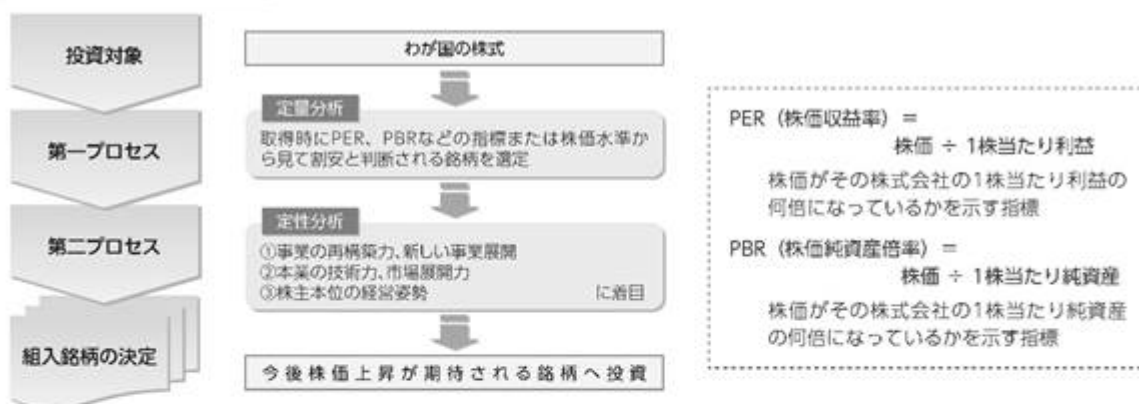 投資対象
わが国の株式
第一プロセス
定量分析
取得時にPER、PBRなどの指標または株価水準か
ら見て割安と判断される銘柄を選定
第二プロセス
定性分析
①事業の再構築力、新しい事業展開
②本業の技術力、市場展開力
③株主本位の経営姿勢 に着目
組入銘柄の決定
今後株価上昇が期待される銘柄へ投資
PER（株価収益率）＝
株価 ÷ 1株当たり利益
株価がその株式会社の1株当たり利益の
何倍になっているかを示す指標
PBR（株価純資産倍率）＝
株価 ÷ 1株当たり純資産
株価がその株式会社の1株当たり純資産
の何倍になっているかを示す指標